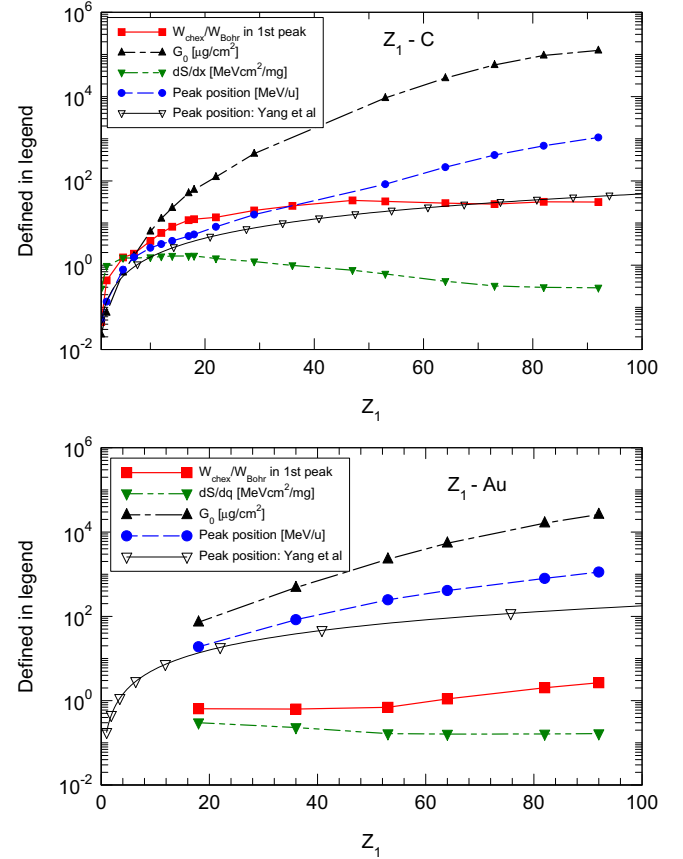 10^6
W_chex/W_Bohr in 1st peak
G_0 [μg/cm^2]
dS/dx [MeVcm^2/mg]
Peak position [MeV/u]
Peak position: Yang et al
Z_1 - C
10^4
10^2
10^0
10^-2
Defined in legend
20
40
60
80
100
Z_1
10^6
W_chex/W_Bohr in 1st peak
dS/dq [MeVcm^2/mg]
G_0 [μg/cm^2]
Peak position [MeV/u]
Peak position: Yang et al
Z_1 - Au
10^4
10^2
10^0
10^-2
Defined in legend
0
20
40
60
80
100
Z_1